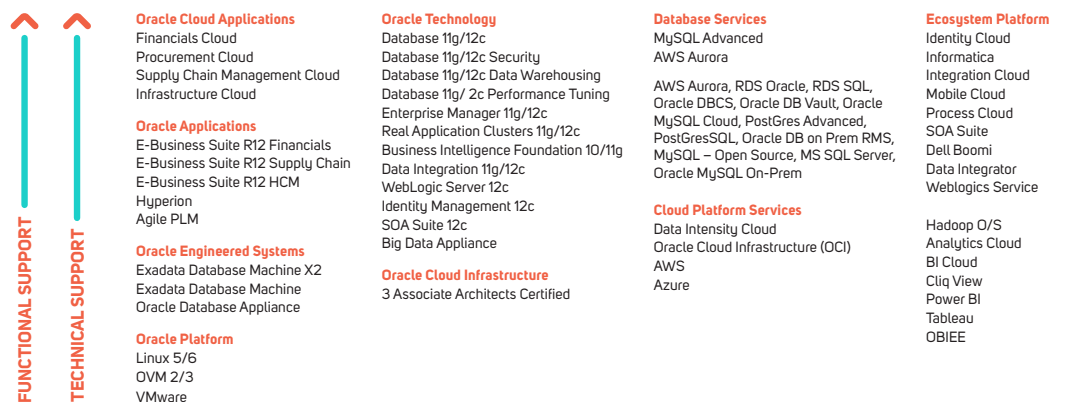 FUNCTIONAL SUPPORT
TECHNICAL SUPPORT
Oracle Cloud Applications
Financials Cloud
Procurement Cloud
Supply Chain Management Cloud
Infrastructure Cloud
Oracle Applications
E-Business Suite R12 Financials
E-Business Suite R12 Supply Chain
E-Business Suite R12 HCM
Hyperion
Agile PLM
Oracle Engineered Systems
Exadata Database Machine X2
Exadata Database Machine
Oracle Database Appliance
Oracle Platform
Linux 5/6
OVM 2/3
VMware
Oracle Technology
Database 11g/12c
Database 11g/12c Security
Database 11g/12c Data Warehousing
Database 11g/ 2c Performance Tuning
Enterprise Manager 11g/12c
Real Application Clusters 11g/12c
Business Intelligence Foundation 10/11g
Data Integration 11g/12c
WebLogic Server 12c
Identity Management 12c
SOA Suite 12c
Big Data Appliance
Oracle Cloud Infrastructure
3 Associate Architects Certified
Database Services
MySQL Advanced
AWS Aurora
AWS Aurora, RDS Oracle, RDS SQL,
Oracle DBCS, Oracle DB Vault, Oracle
MySQL Cloud, PostGres Advanced,
PostGresSQL, Oracle DB on Prem RMS,
MySQL – Open Source, MS SQL Server,
Oracle MySQL On-Prem
Cloud Platform Services
Data Intensity Cloud
Oracle Cloud Infrastructure (OCI)
AWS
Azure
Ecosystem Platform
Identity Cloud
Informatica
Integration Cloud
Mobile Cloud
Process Cloud
SOA Suite
Dell Boomi
Data Integrator
Weblogics Service
Hadoop O/S
Analytics Cloud
BI Cloud
Cliq View
Power BI
Tableau
OBIEE